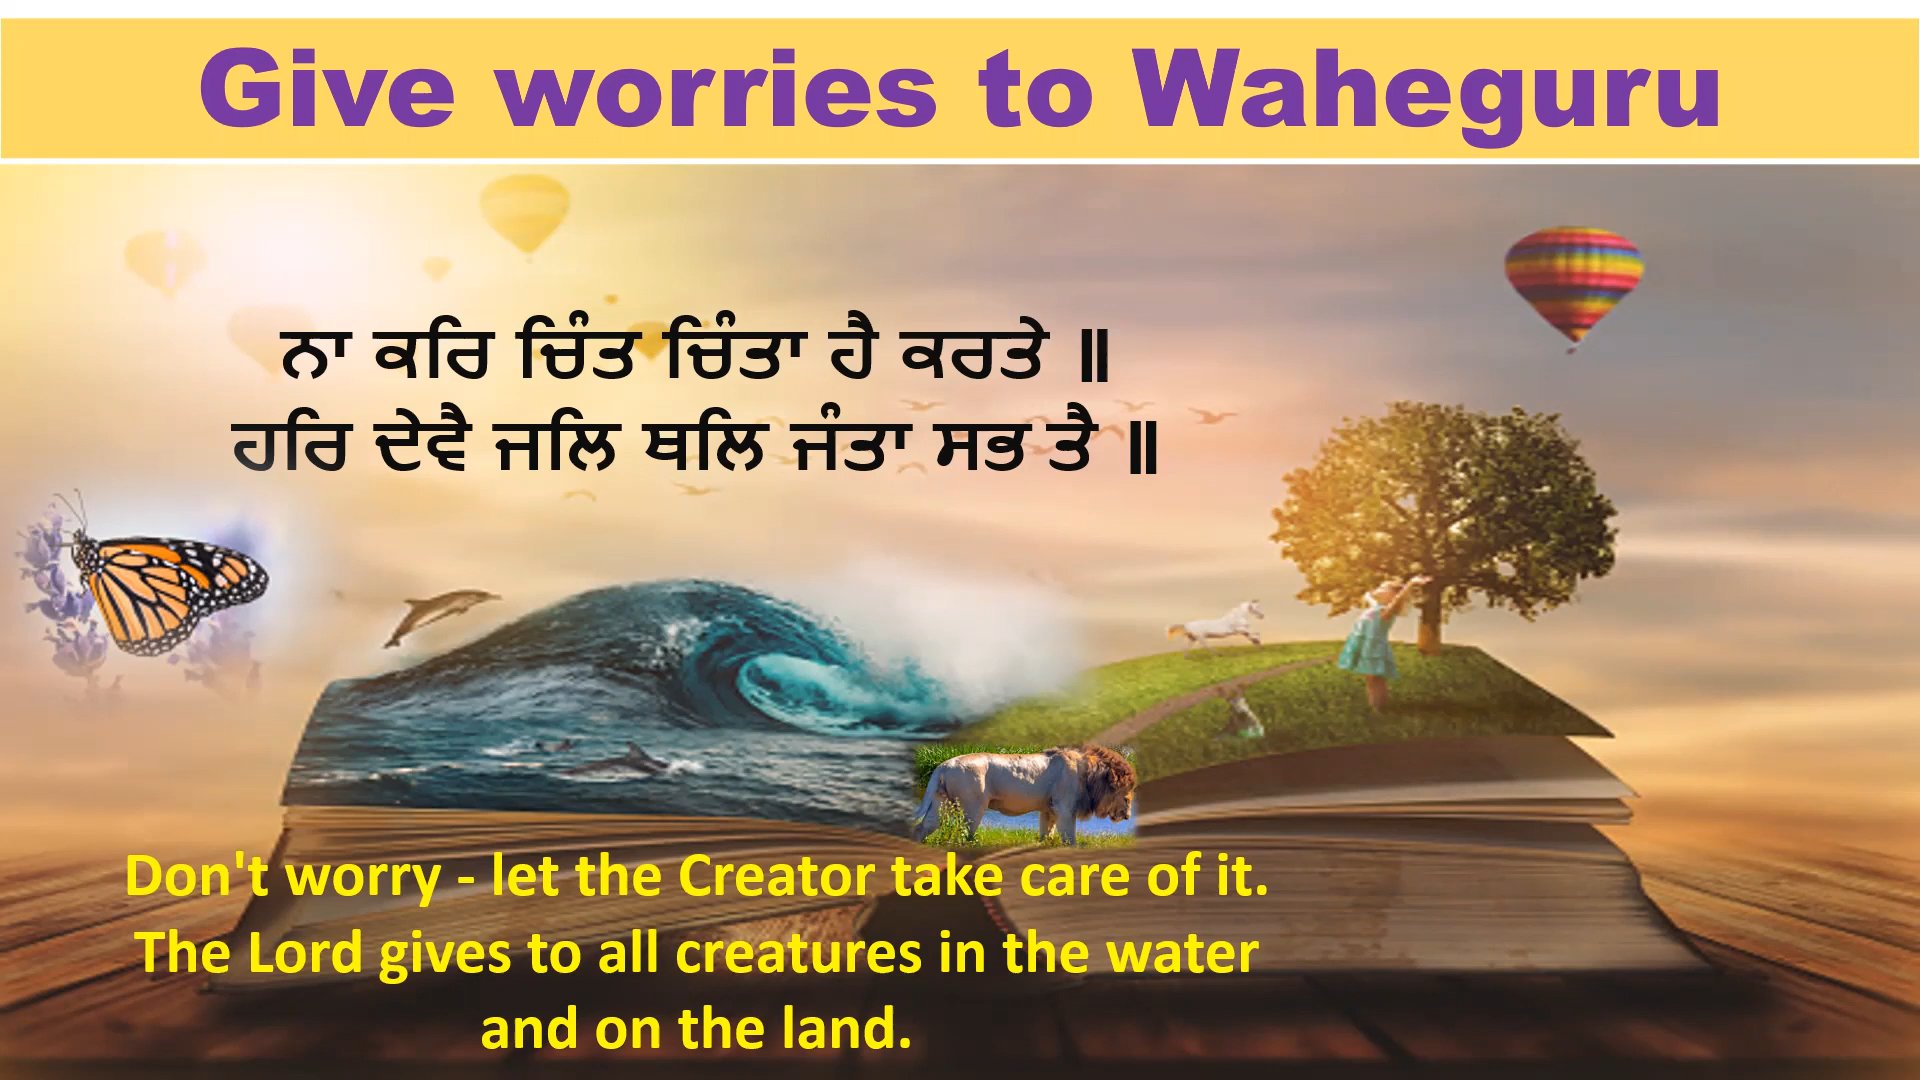 Give worries to Waheguru
ਨਾ ਕਰਿ ਚਿੰਤ ਚਿੰਤਾ ਹੈ ਕਰਤੇ ॥
ਹਰਿ ਦੇਵੈ ਜਲਿ ਥਲਿ ਜੰਤਾ ਸਭ ਤੈ ॥
Don't worry - let the Creator take care of it.
The Lord gives to all creatures in the water
and on the land.